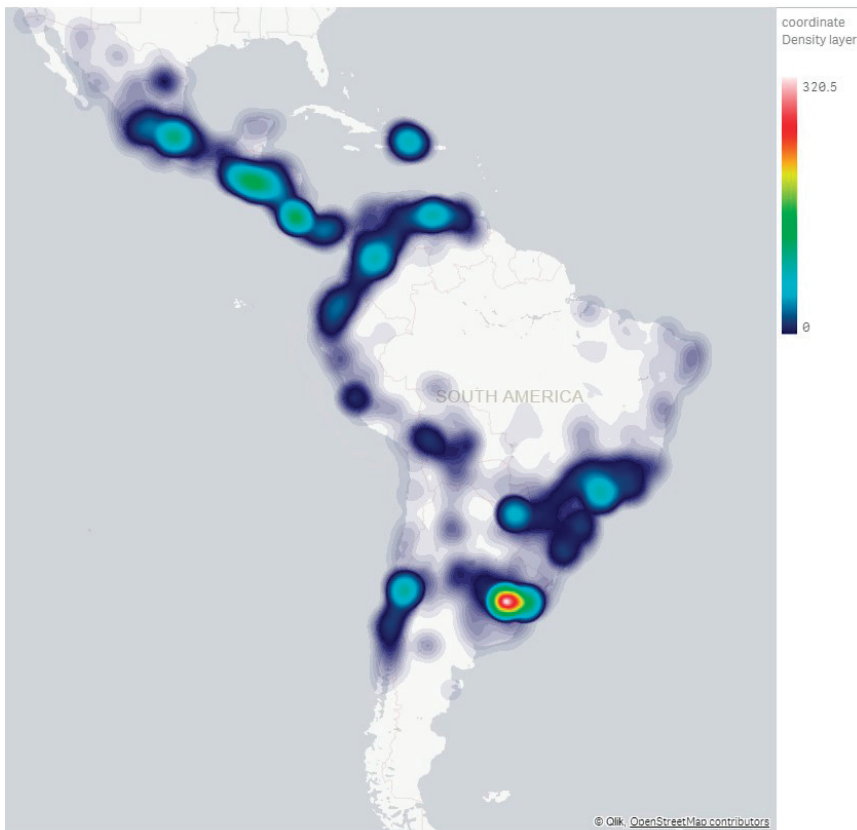 coordinate
Density layer
320.5
0
SOUTH AMERICA
© Qlik, OpenStreetMap contributors